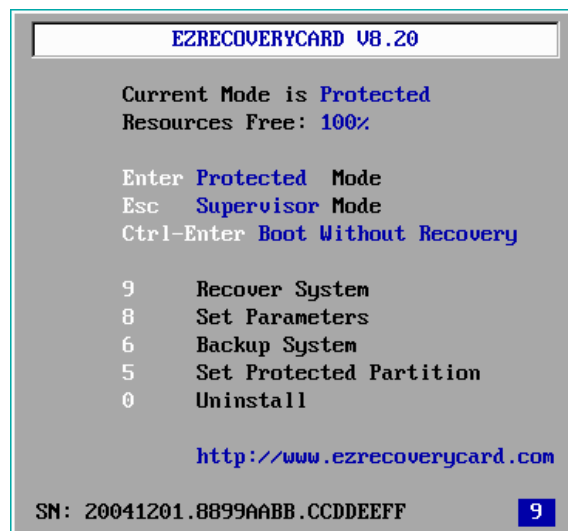 EZRECOVERYCARD V8.20
Current Mode is Protected
Resources Free: 100%
Enter Protected Mode
Esc Supervisor Mode
Ctrl-Enter Boot Without Recovery
9 Recover System
8 Set Parameters
6 Backup System
5 Set Protected Partition
0 Uninstall
http://www.ezrecoverycard.com
SN: 20041201.8899AABB.CCDDEEFF 9